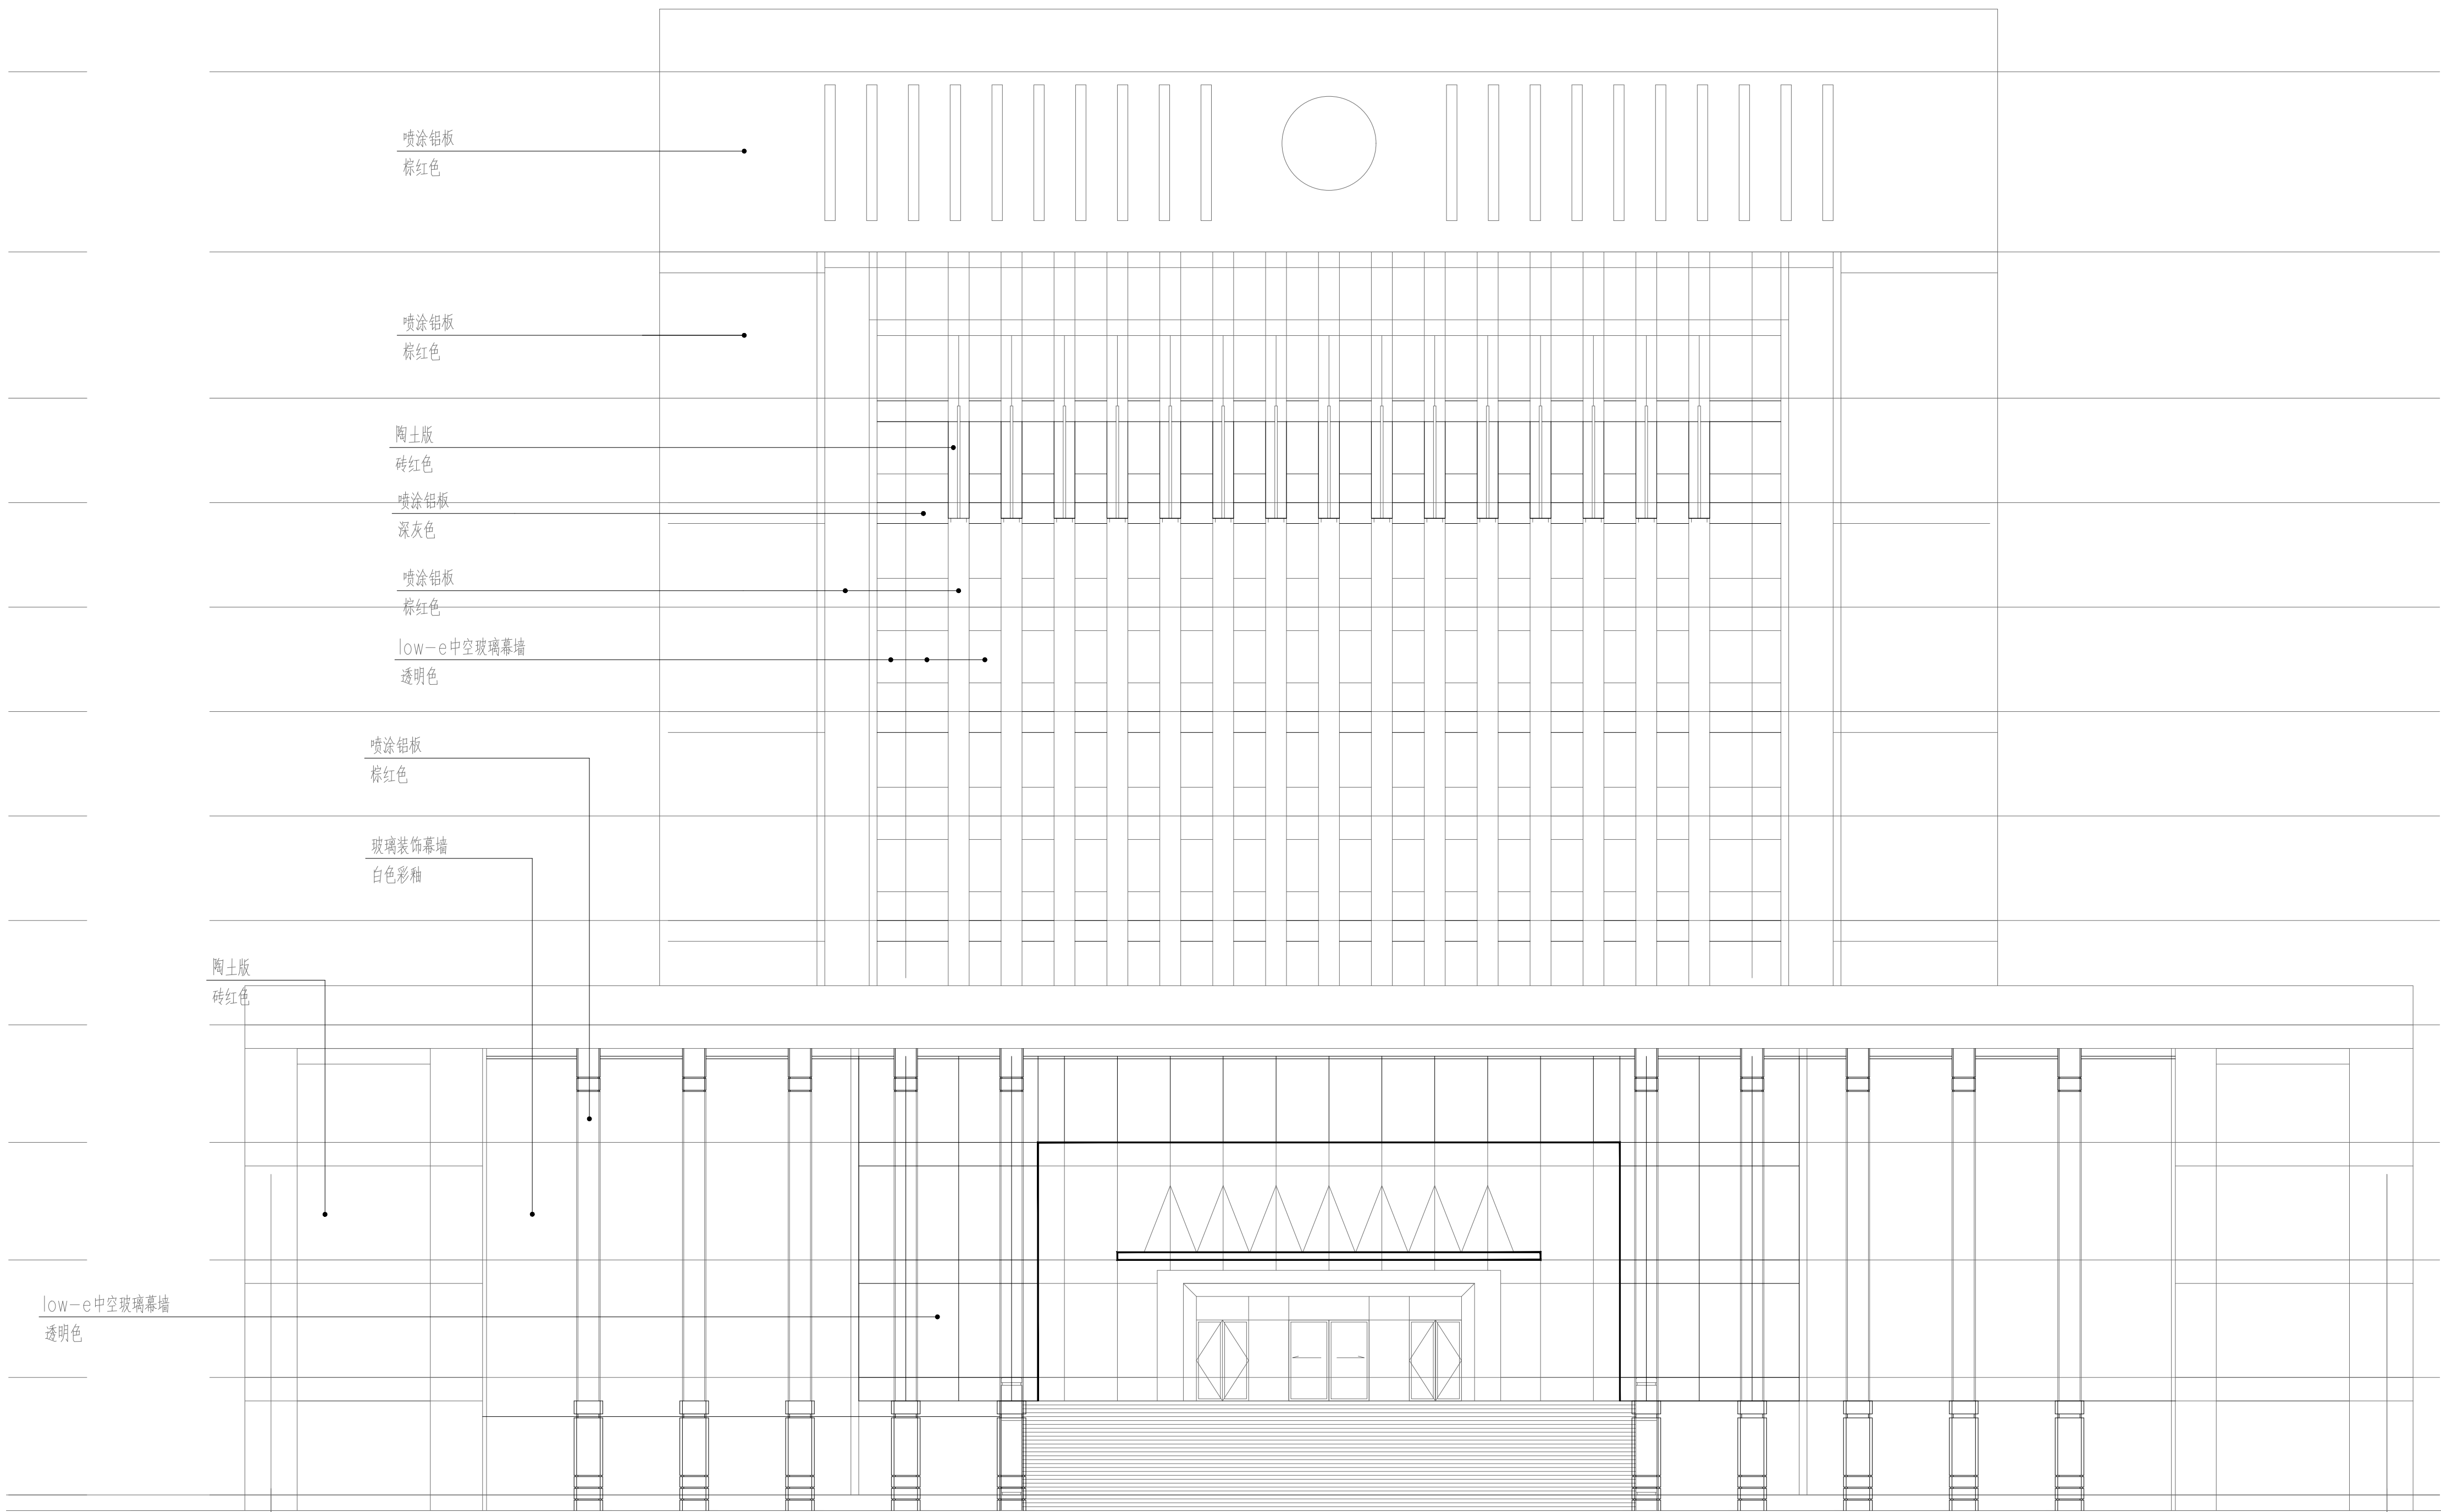 喷涂铝板
棕红色
喷涂铝板
棕红色
陶土版
砖红色
喷涂铝板
深灰色
喷涂铝板
棕红色
low-e中空玻璃幕墙
透明色
喷涂铝板
棕红色
玻璃装饰幕墙
白色彩釉
陶土版
砖红色
low-e中空玻璃幕墙
透明色